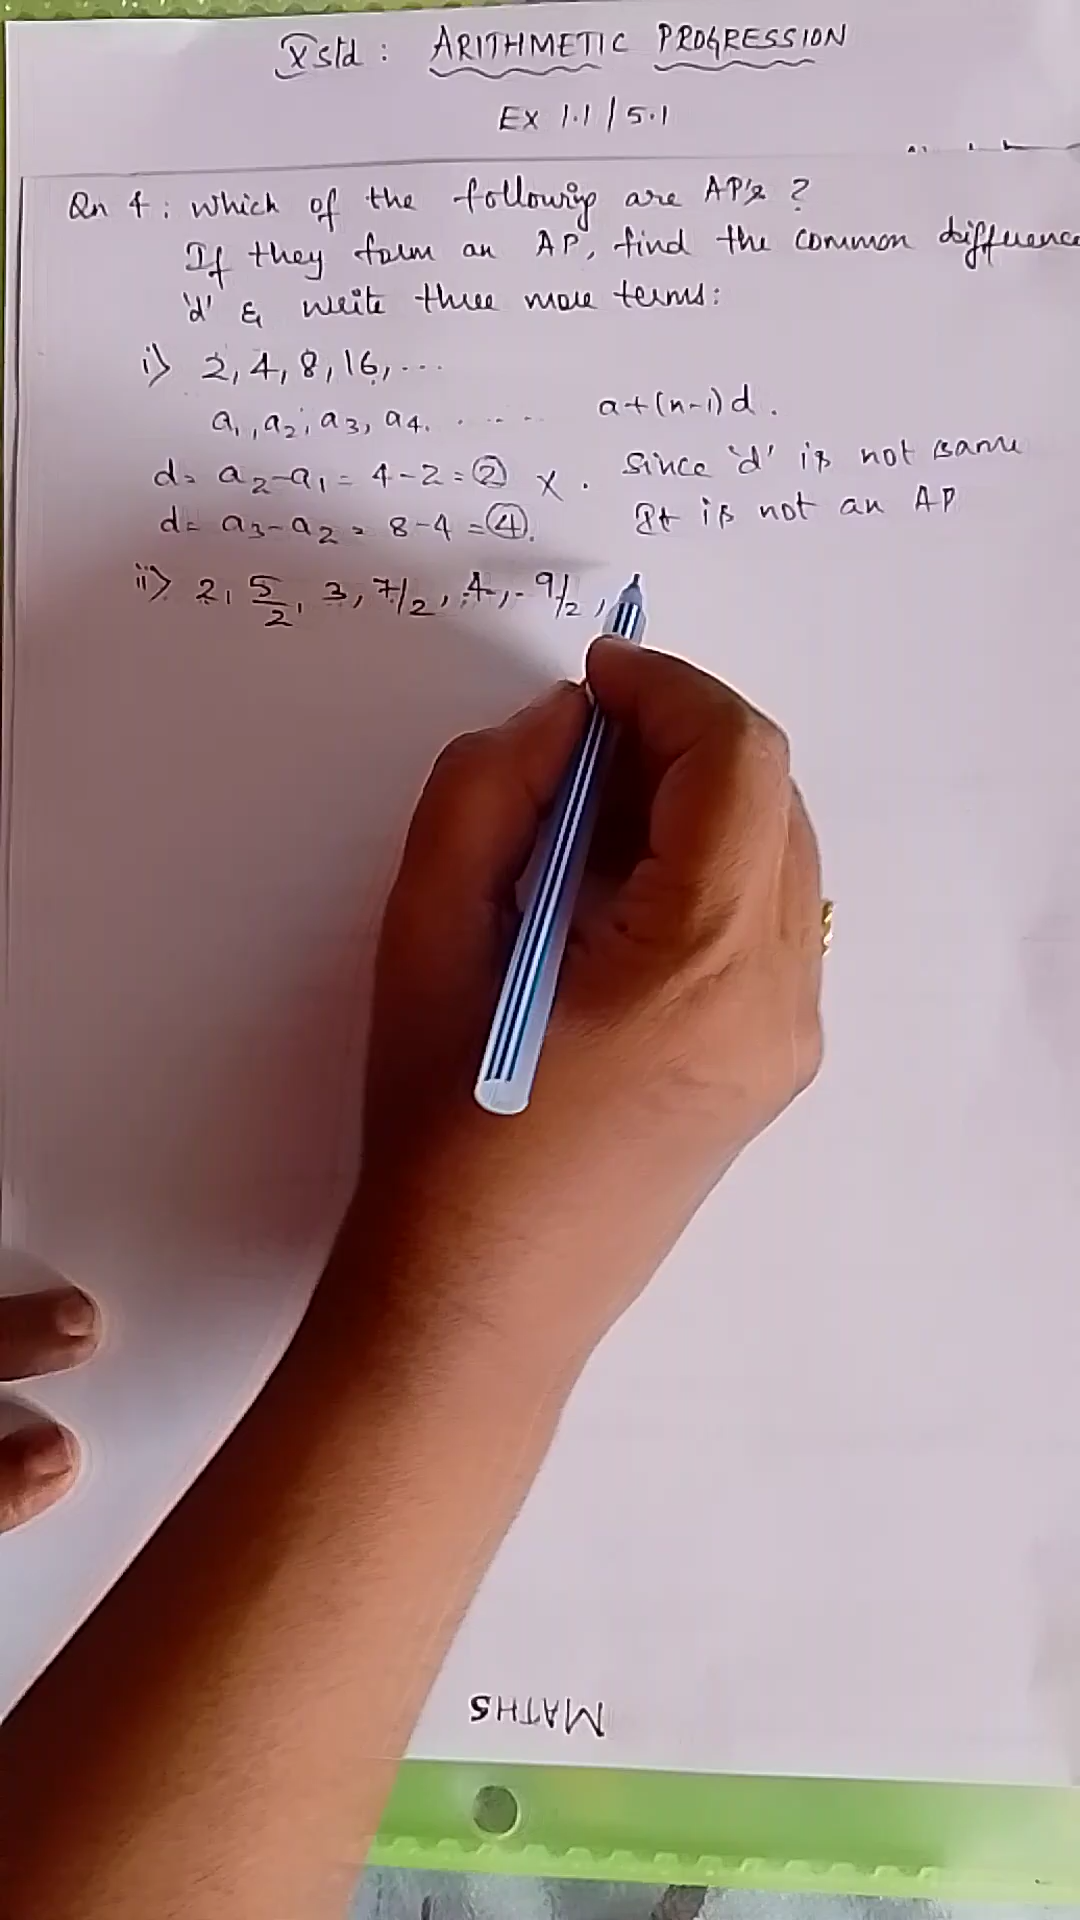 X std : ARITHMETIC PROGRESSION
Ex 1.1 / 5.1
Qn 4 : Which of the following are AP's ?
If they form an AP, find the common difference
'd' & write three more terms:
i) 2, 4, 8, 16, ...
a₁, a₂, a₃, a₄, ...... a+(n-1)d.
d = a₂-a₁ = 4-2 = 2 X. Since 'd' is not same
d = a₃-a₂ = 8-4 = 4. It is not an AP
ii) 2, 5/2, 3, 7/2, 4, 9/2,
MATHS